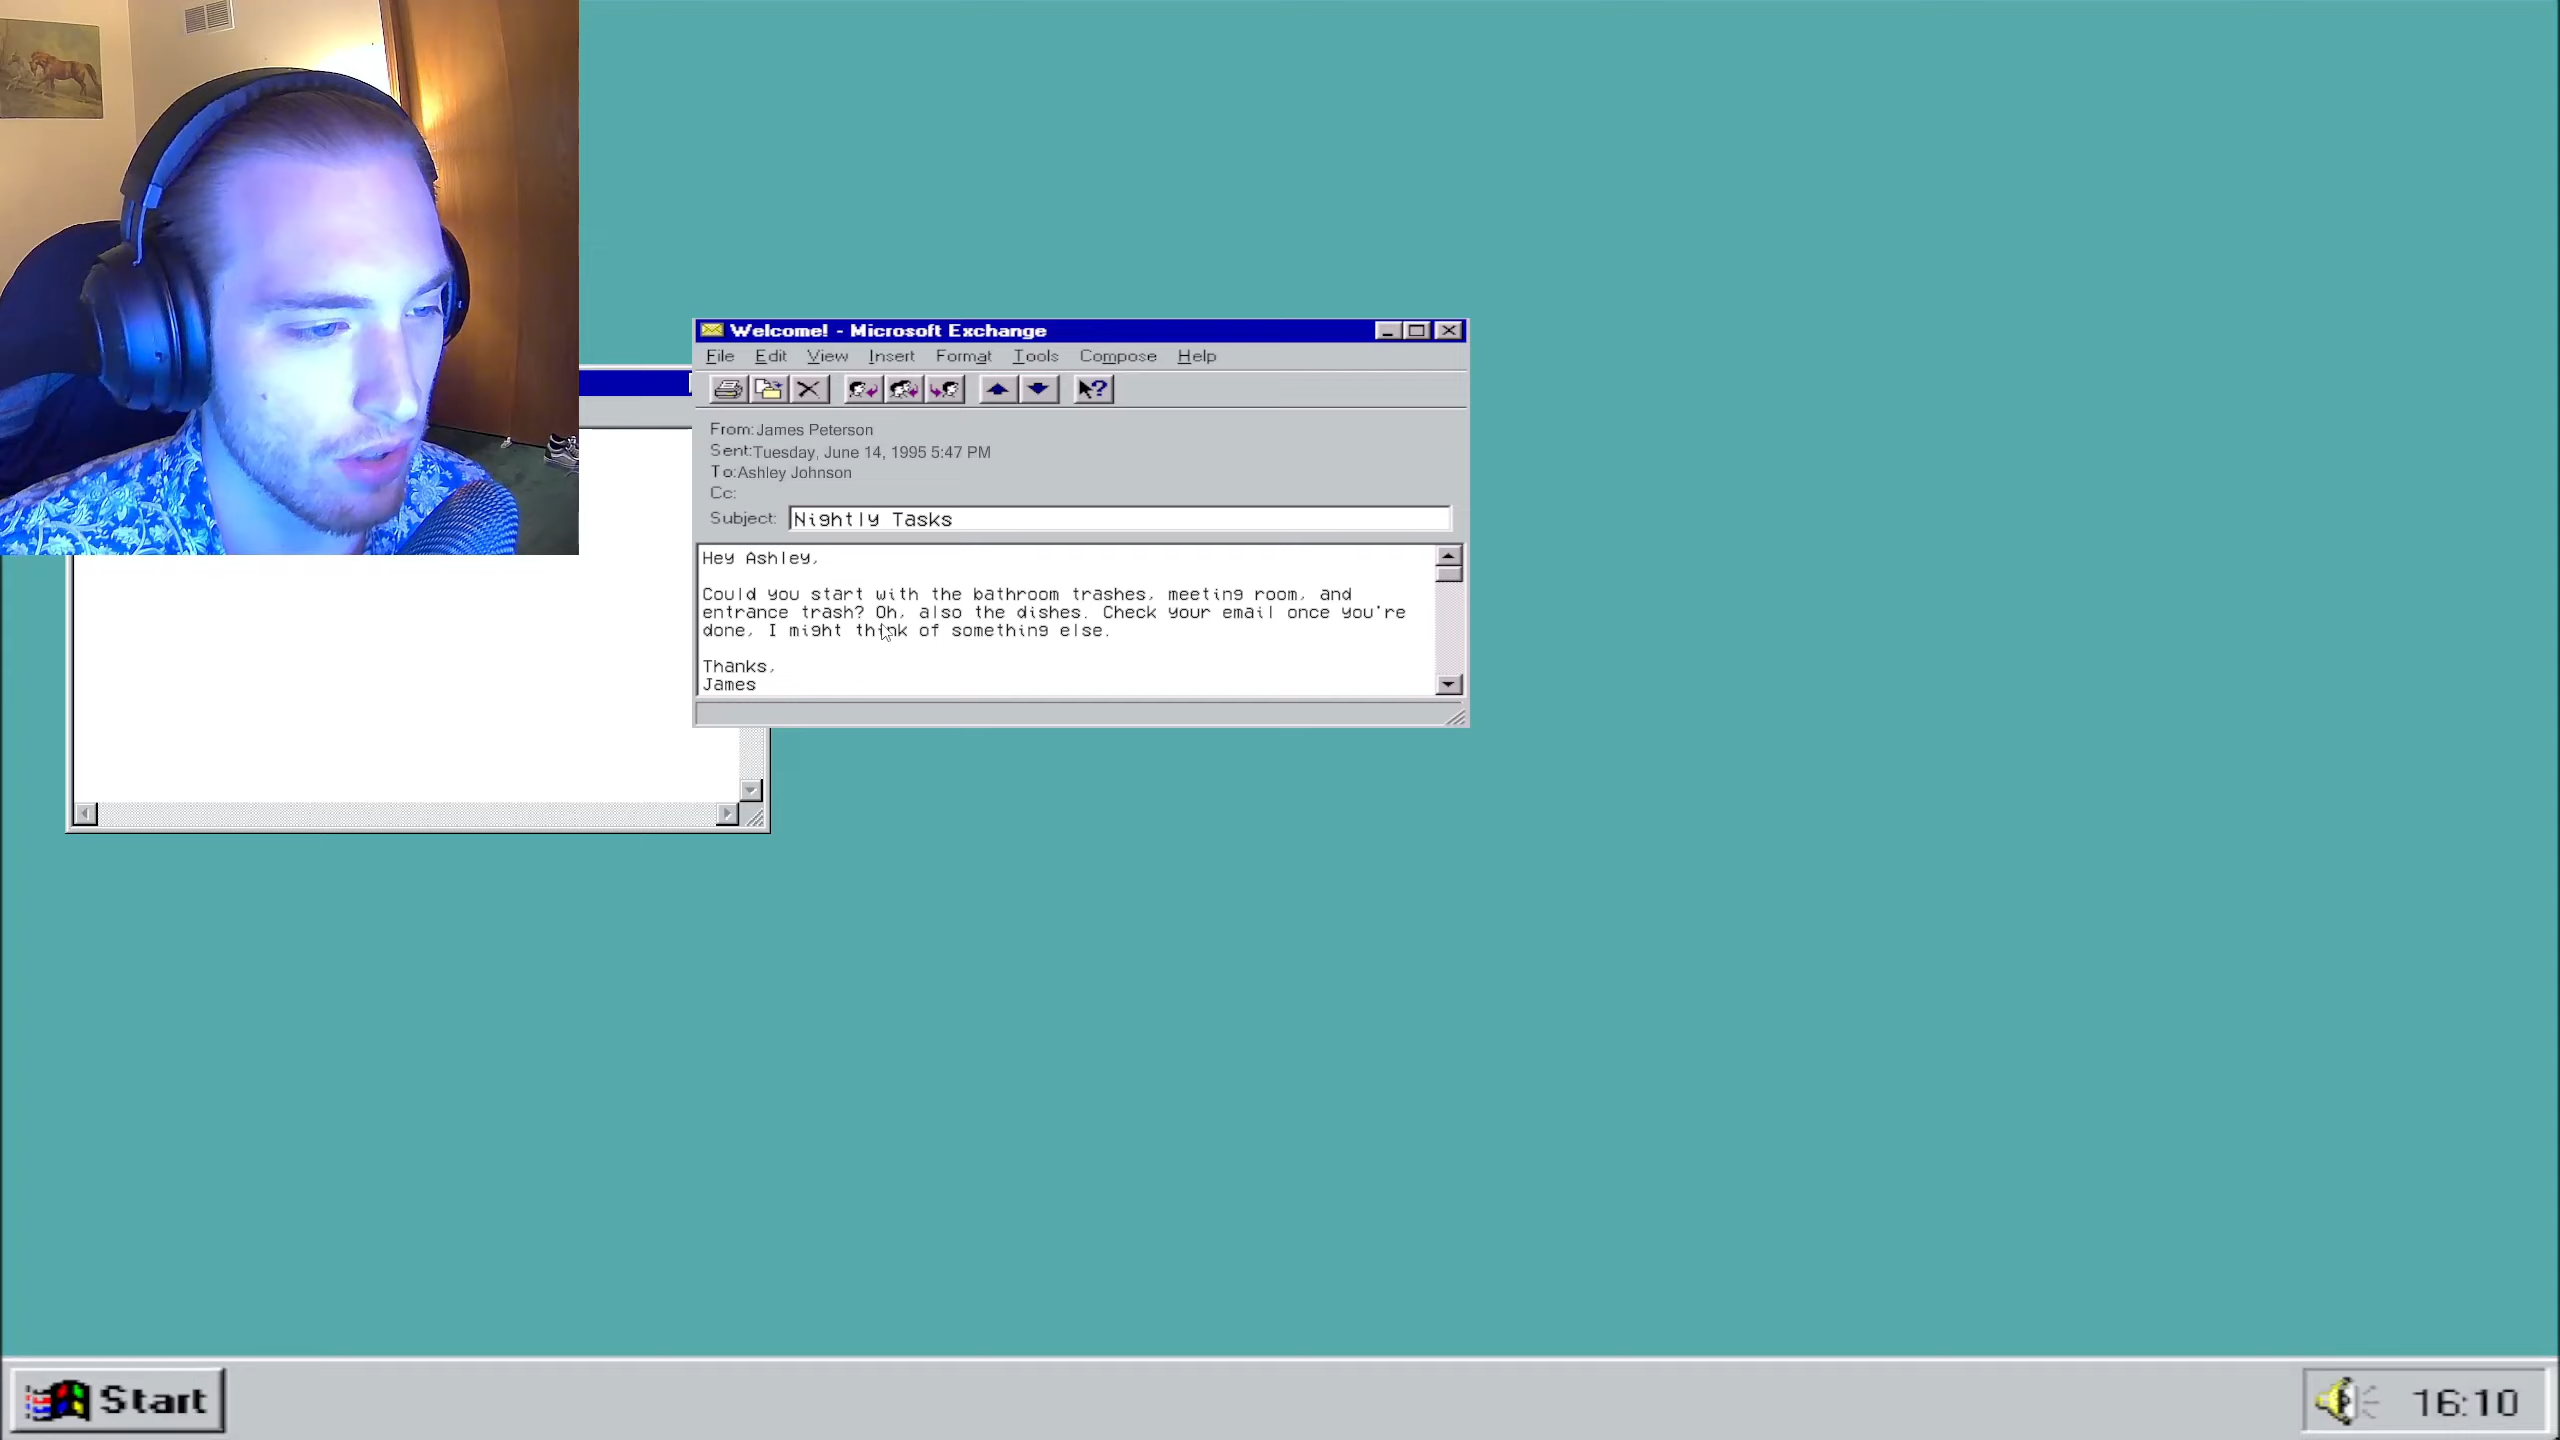 Welcome! - Microsoft Exchange
File Edit View Insert Format Tools Compose Help
From: James Peterson
Sent: Tuesday, June 14, 1995 5:47 PM
To: Ashley Johnson
Cc:
Subject: Nightly Tasks
Hey Ashley,
Could you start with the bathroom trashes, meeting room, and
entrance trash? Oh, also the dishes. Check your email once you're
done, I might think of something else.
Thanks,
James
Start
16:10